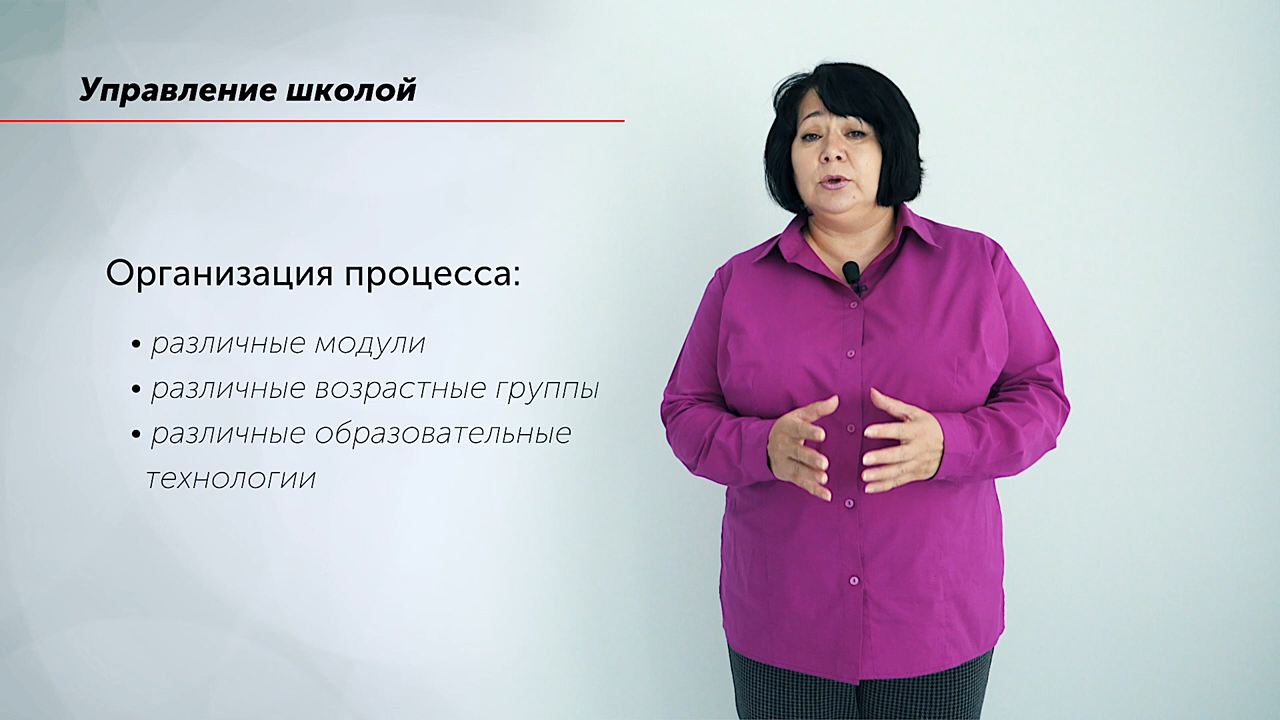 Управление школой
Организация процесса:
• различные модули
• различные возрастные группы
• различные образовательные
технологии